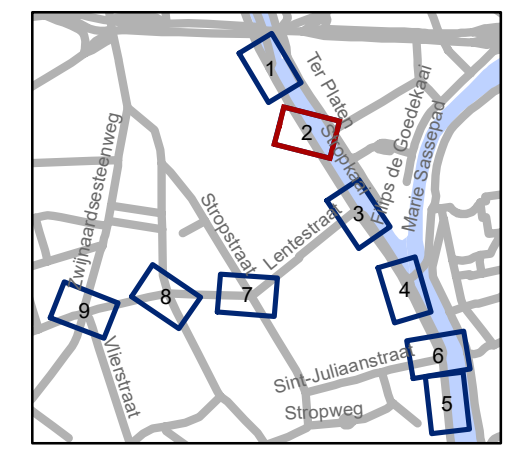 1
Ter Platen
2
Stropkaai
Filips de Goedekaai
Marie Sassepad
Zwijnaardsesteenweg
Stropstraat
Lentestraat
3
4
7
8
9
Vlierstraat
Sint-Juliaanstraat
6
Stropweg
5